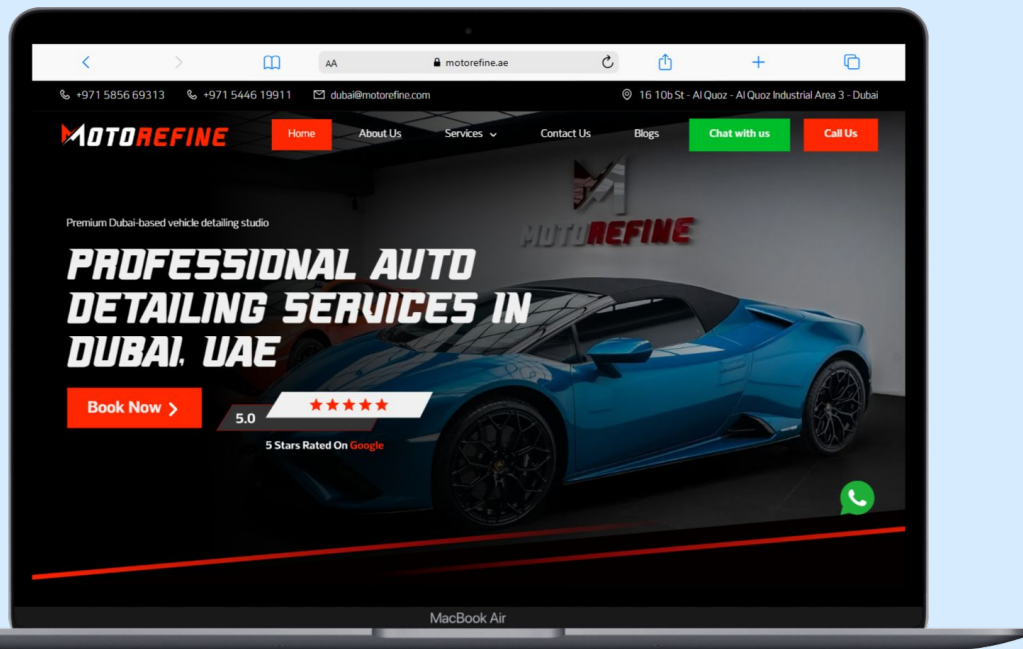 AA
motorefine.ae
+971 5856 69313
+971 5446 19911
dubai@motorefine.com
16 10b St - Al Quoz - Al Quoz Industrial Area 3 - Dubai
MOTOREFINE
Home
About Us
Services
Contact Us
Blogs
Chat with us
Call Us
MOTOREFINE
Premium Dubai-based vehicle detailing studio
PROFESSIONAL AUTO
DETAILING SERVICES IN
DUBAI, UAE
Book Now
5.0
5 Stars Rated On Google
MacBook Air